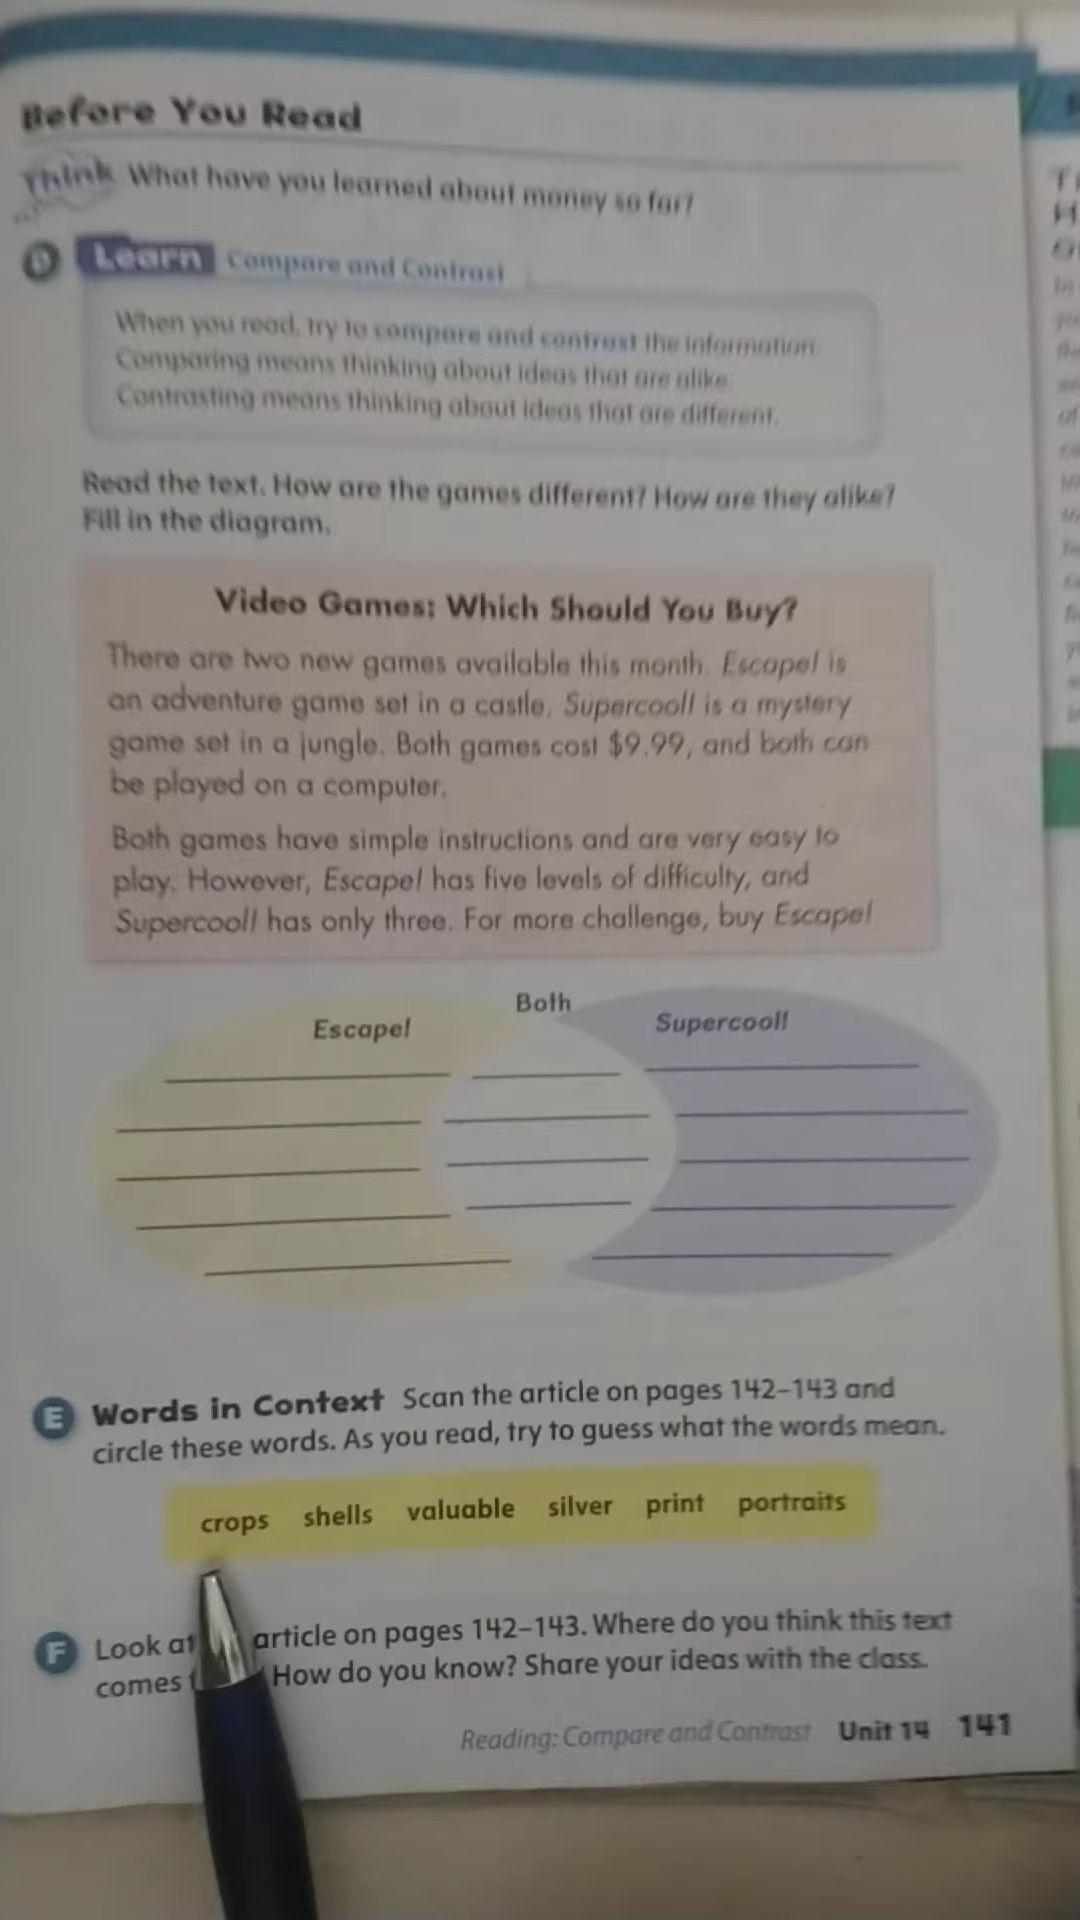 Before You Read
Think What have you learned about money so far?
D Learn Compare and Contrast
When you read, try to compare and contrast the information.
Comparing means thinking about ideas that are alike.
Contrasting means thinking about ideas that are different.
Read the text. How are the games different? How are they alike?
Fill in the diagram.
Video Games: Which Should You Buy?
There are two new games available this month. Escape! is
an adventure game set in a castle. Supercool! is a mystery
game set in a jungle. Both games cost $9.99, and both can
be played on a computer.
Both games have simple instructions and are very easy to
play. However, Escape! has five levels of difficulty, and
Supercool! has only three. For more challenge, buy Escape!
Both
Escape! Supercool!
E Words in Context Scan the article on pages 142–143 and
circle these words. As you read, try to guess what the words mean.
crops shells valuable silver print portraits
F Look at article on pages 142–143. Where do you think this text
comes How do you know? Share your ideas with the class.
Reading: Compare and Contrast Unit 14 141